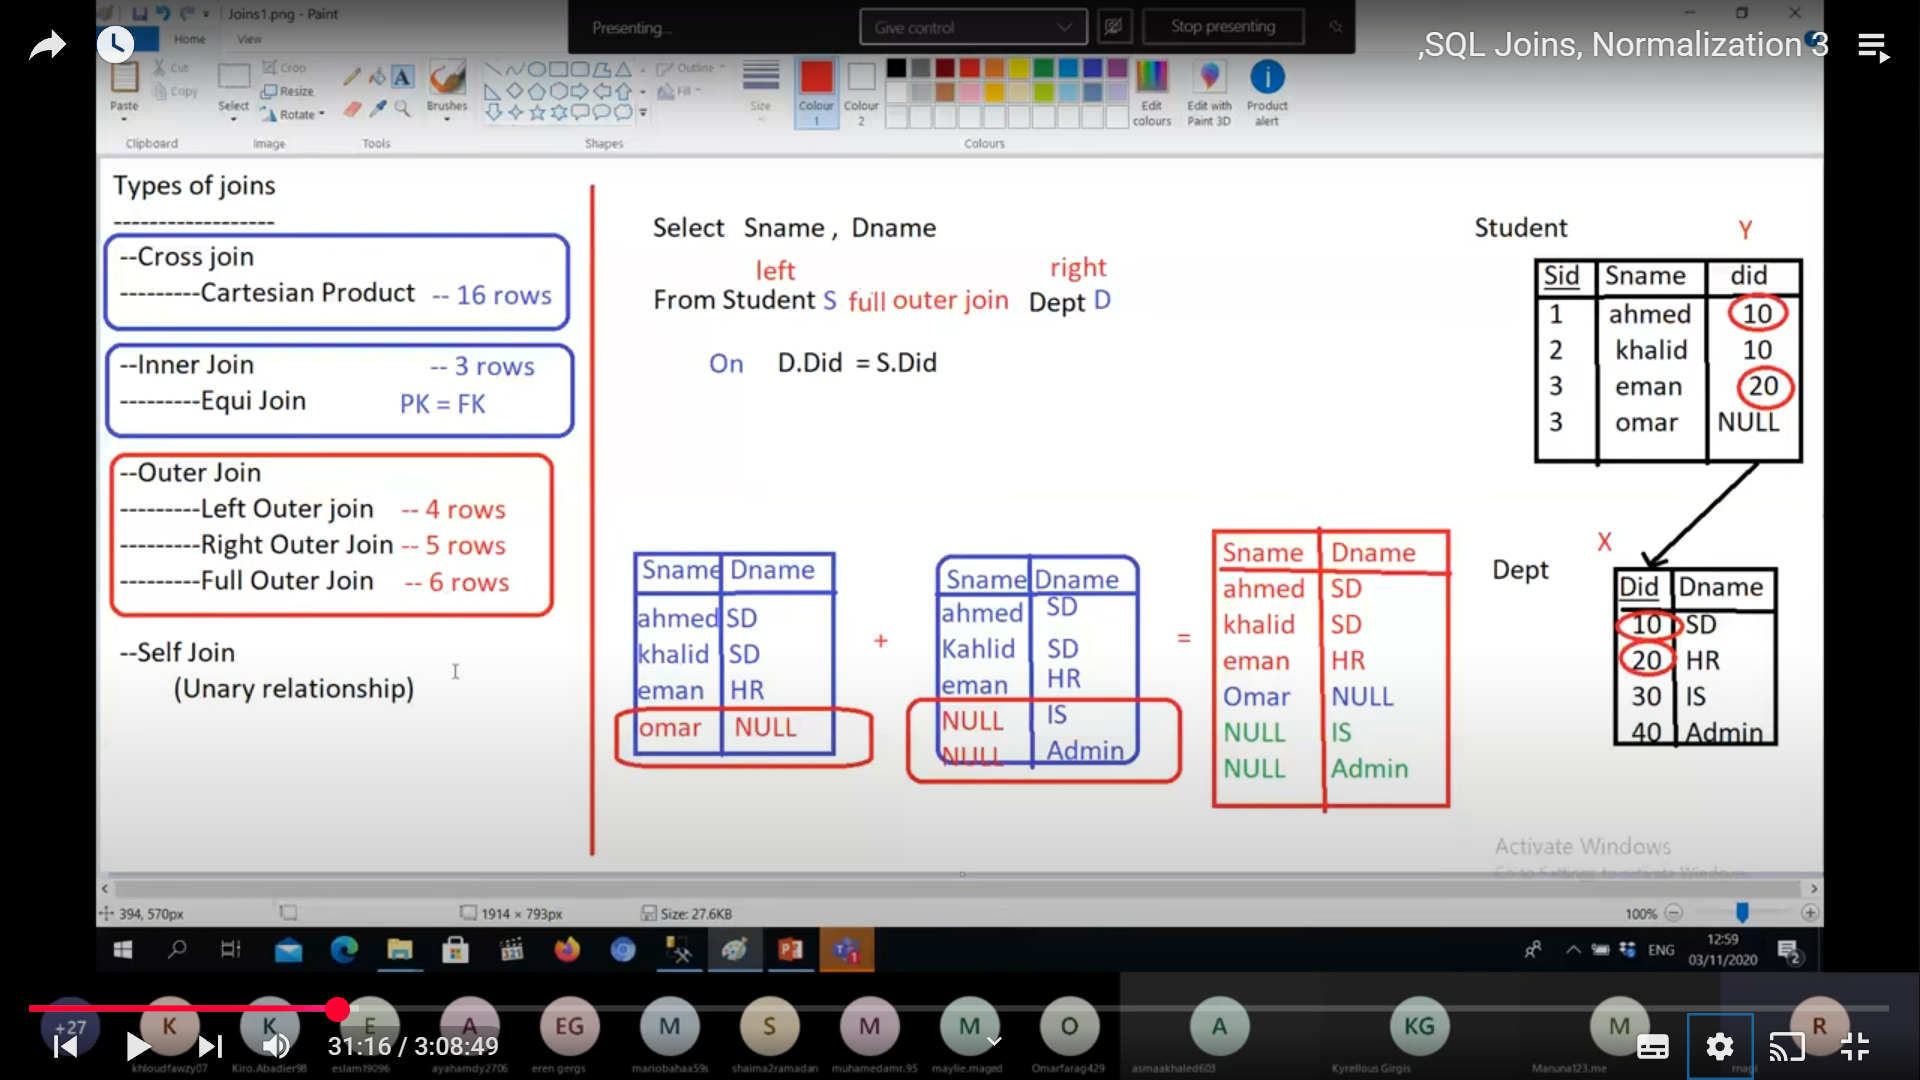 Joins1.png - Paint
Presenting...
Give control
Stop presenting
,SQL Joins, Normalization 3
Home View
Paste
Cut
Copy
Clipboard
Select
Crop
Resize
Rotate
Image
Tools
Brushes
Shapes
Outline
Fill
Size
Colour 1
Colour 2
Edit colours
Edit with Paint 3D
Product alert
Colours
Types of joins
------------------
--Cross join
---------Cartesian Product -- 16 rows
--Inner Join -- 3 rows
---------Equi Join PK = FK
--Outer Join
---------Left Outer join -- 4 rows
---------Right Outer Join -- 5 rows
---------Full Outer Join -- 6 rows
--Self Join
(Unary relationship)
Select Sname , Dname
left right
From Student S full outer join Dept D
On D.Did = S.Did
Sname Dname
ahmed SD
khalid SD
eman HR
omar NULL
+
Sname Dname
ahmed SD
Kahlid SD
eman HR
NULL IS
NULL Admin
=
Sname Dname
ahmed SD
khalid SD
eman HR
Omar NULL
NULL IS
NULL Admin
Student Y
Sid Sname did
1 ahmed 10
2 khalid 10
3 eman 20
3 omar NULL
X
Dept
Did Dname
10 SD
20 HR
30 IS
40 Admin
Activate Windows
Go to Settings to activate Windows.
394, 570px
1914 × 793px
Size: 27.6KB
100%
ENG
12:59
03/11/2020
2
+27
K
K
E
A
EG
M
S
M
M
O
A
KG
M
R
31:16 / 3:08:49
khloudfawzy07
Kiro.Abadier98
eslam19096
ayahamdy2706
eren gergs
mariobahaa59s
shaima2ramadan
muhamedamr.95
maylie.maged
Omarfarag429
asmaakhaled603
Kyrellous Girgis
Manuna123.me